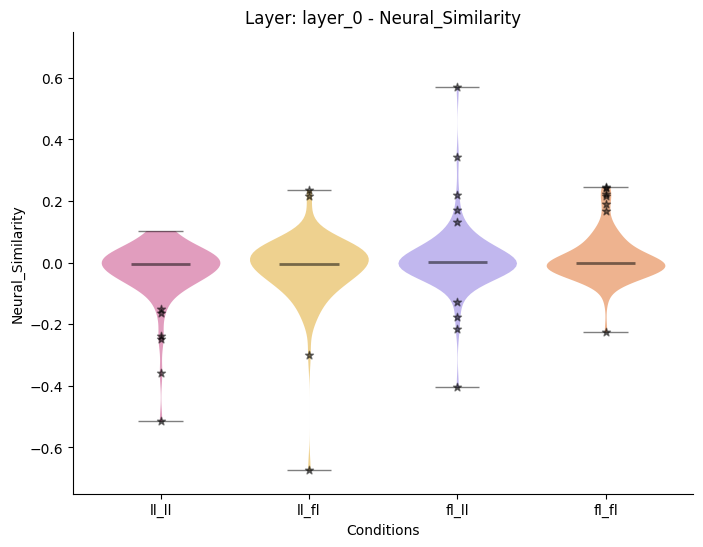 Layer: layer_0 - Neural_Similarity
Neural_Similarity
0.6
0.4
0.2
0.0
−0.2
−0.4
−0.6
ll_ll
ll_fl
fl_ll
fl_fl
Conditions